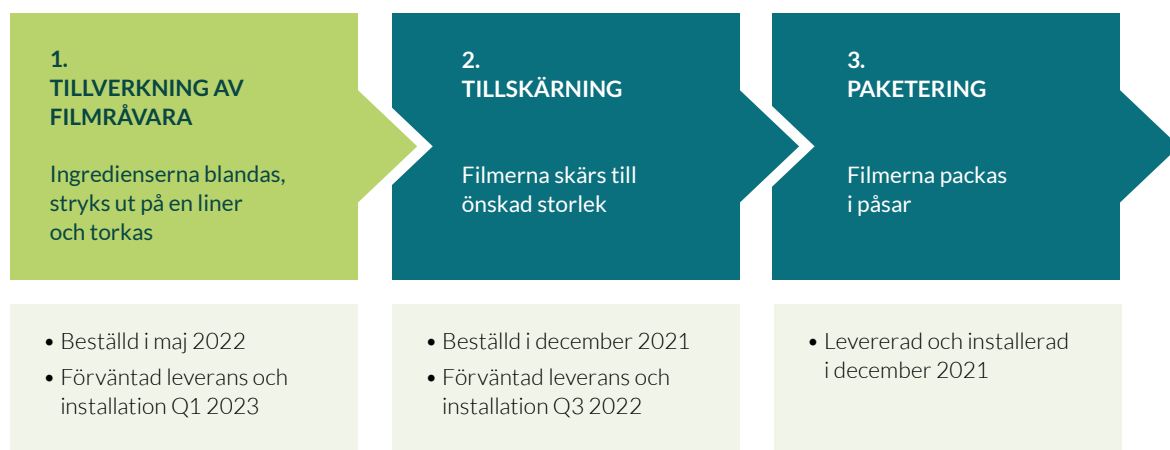 1.
TILLVERKNING AV
FILMRÅVARA
Ingredienserna blandas,
stryks ut på en liner
och torkas
• Beställd i maj 2022
• Förväntad leverans och
installation Q1 2023
2.
TILLSKÄRNING
Filmerna skärs till
önskad storlek
• Beställd i december 2021
• Förväntad leverans och
installation Q3 2022
3.
PAKETERING
Filmerna packas
i påsar
• Levererad och installerad
i december 2021